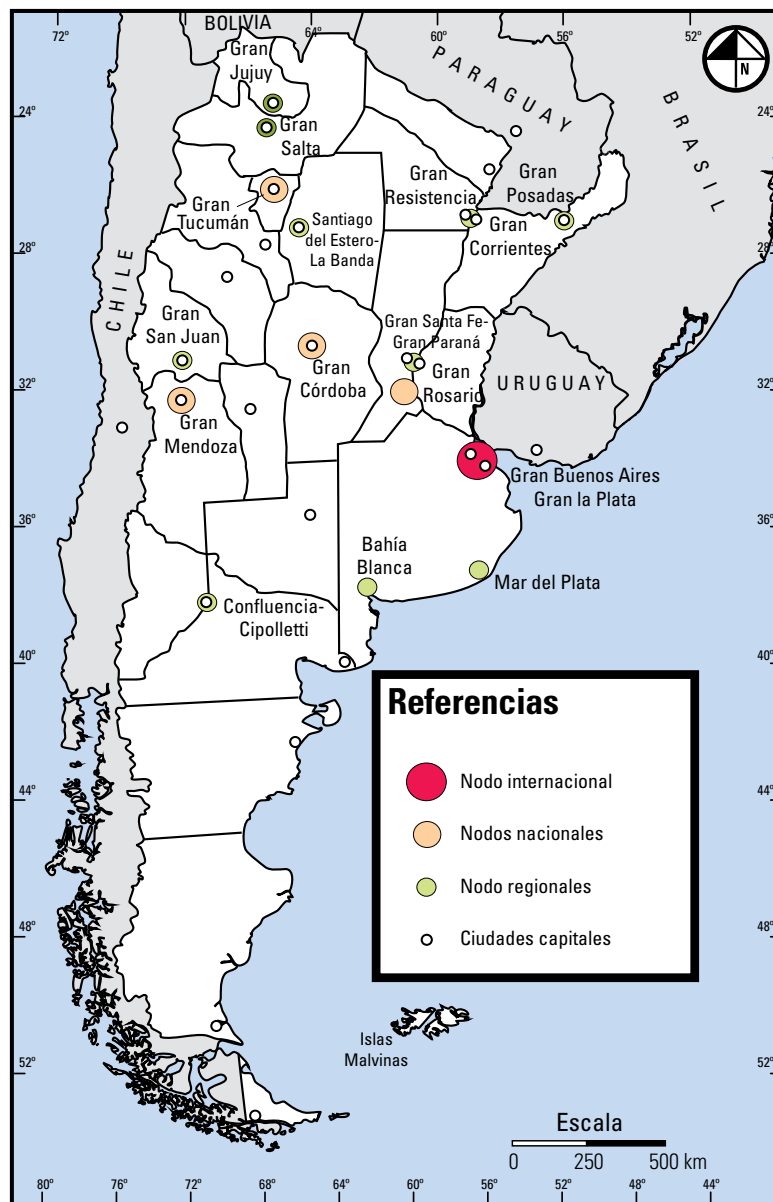 72°
64°
60°
52°
BOLIVIA
N
Gran
Jujuy
PARAGUAY
BRASIL
24°
24°
Gran
Salta
Gran
Resistencia
Gran
Posadas
Gran
Tucumán
Santiago
del Estero-
La Banda
Gran
Corrientes
28°
28°
CHILE
Gran
San Juan
Gran Santa Fe-
Gran Paraná
Gran
Córdoba
Gran
Rosario
URUGUAY
32°
32°
Gran
Mendoza
Gran Buenos Aires
Gran la Plata
36°
36°
Bahía
Blanca
Mar del Plata
Confluencia-
Cipolletti
40°
40°
Referencias
Nodo internacional
Nodos nacionales
Nodo regionales
Ciudades capitales
44°
44°
48°
48°
Islas
Malvinas
52°
52°
Escala
0 250 500 km
80° 76° 72° 68° 64° 60° 56° 52° 48° 44°